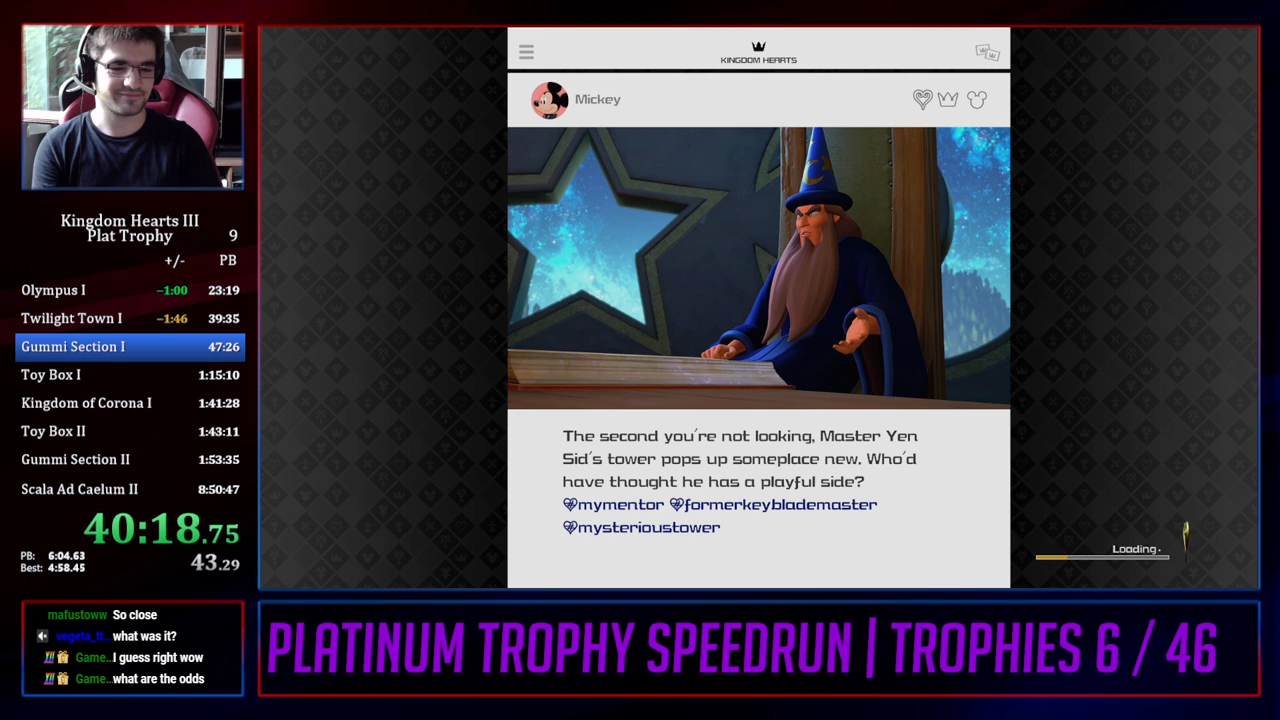 Kingdom Hearts III
Plat Trophy 9
+/- PB
Olympus I −1:00 23:19
Twilight Town I −1:46 39:35
Gummi Section I 47:26
Toy Box I 1:15:10
Kingdom of Corona I 1:41:28
Toy Box II 1:43:11
Gummi Section II 1:53:35
Scala Ad Caelum II 8:50:47
40:18.75
PB: 6:04.63
Best: 4:58.45
43.29
mafustoww So close
vegeta_tt.. what was it?
Game.. I guess right wow
Game.. what are the odds
KINGDOM HEARTS
Mickey
The second you're not looking, Master Yen
Sid's tower pops up someplace new. Who'd
have thought he has a playful side?
mymentor formerkeyblademaster
mysterioustower
Loading.
PLATINUM TROPHY SPEEDRUN | TROPHIES 6 / 46